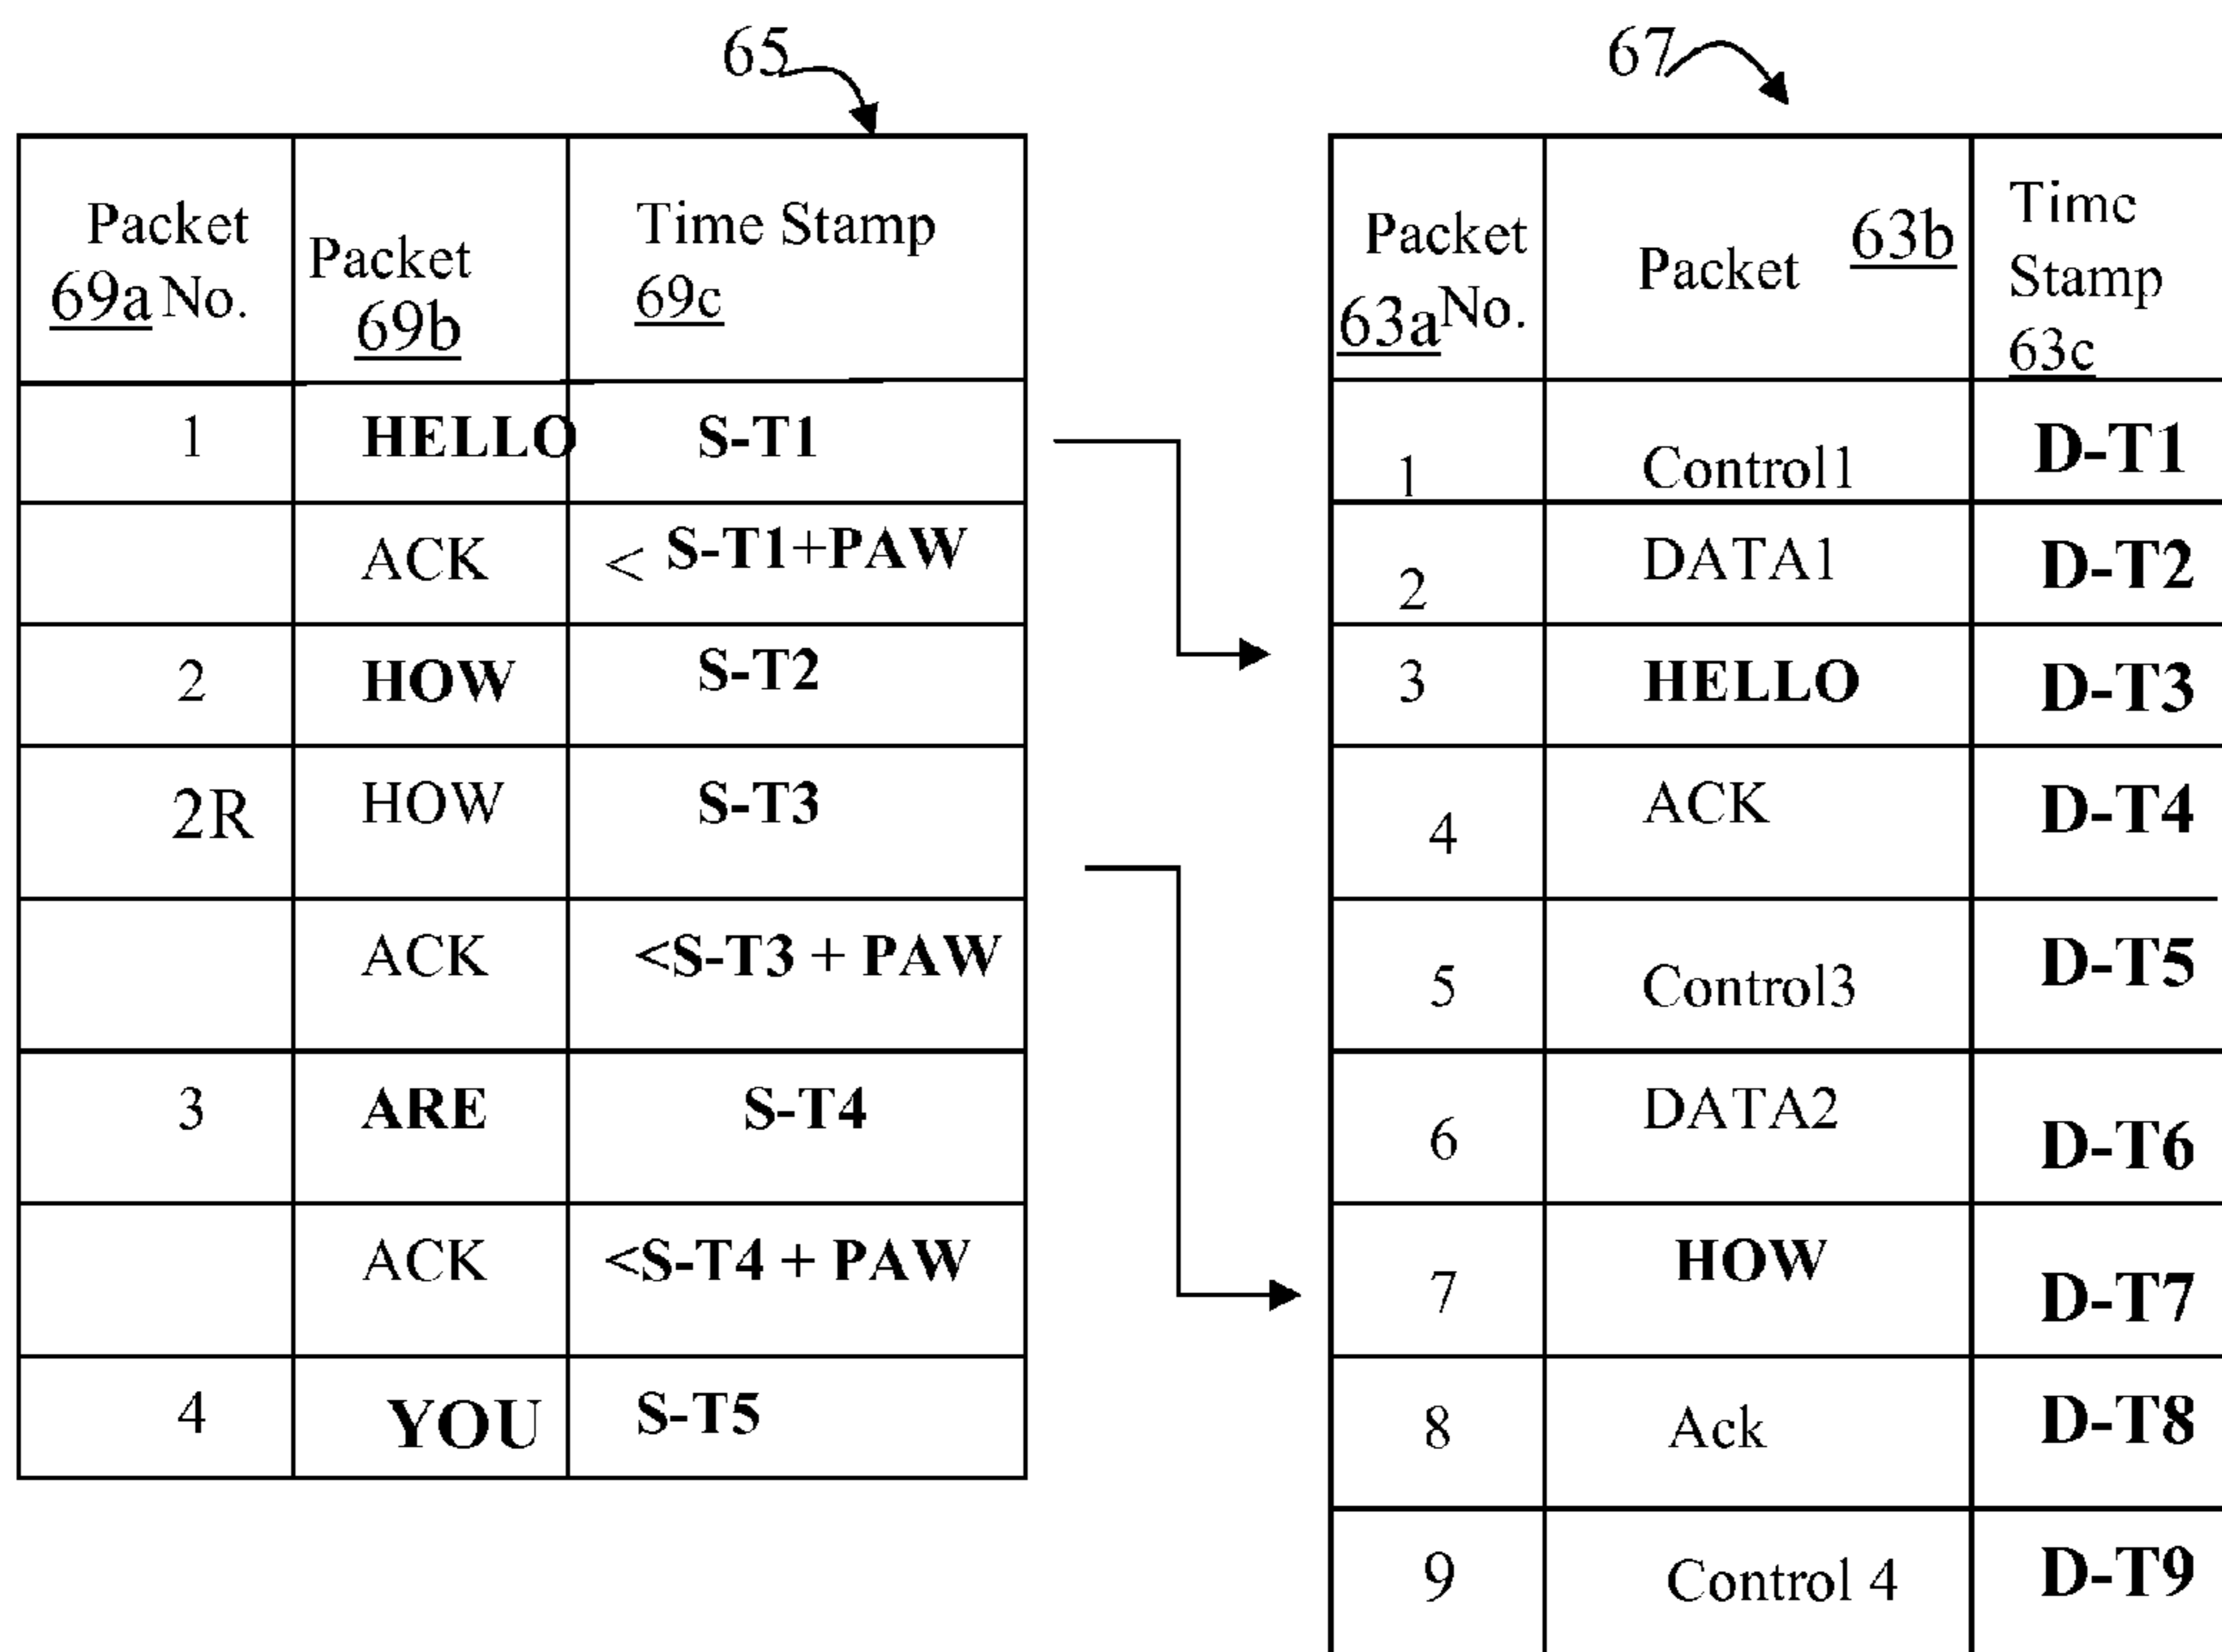 65
67
Packet
69a No.
Packet
69b
Time Stamp
69c
1 HELLO S-T1
ACK < S-T1+PAW
2 HOW S-T2
2R HOW S-T3
ACK <S-T3 + PAW
3 ARE S-T4
ACK <S-T4 + PAW
4 YOU S-T5
Packet
63a No.
Packet 63b
Time
Stamp
63c
1 Control1 D-T1
2 DATA1 D-T2
3 HELLO D-T3
4 ACK D-T4
5 Control3 D-T5
6 DATA2 D-T6
7 HOW D-T7
8 Ack D-T8
9 Control 4 D-T9